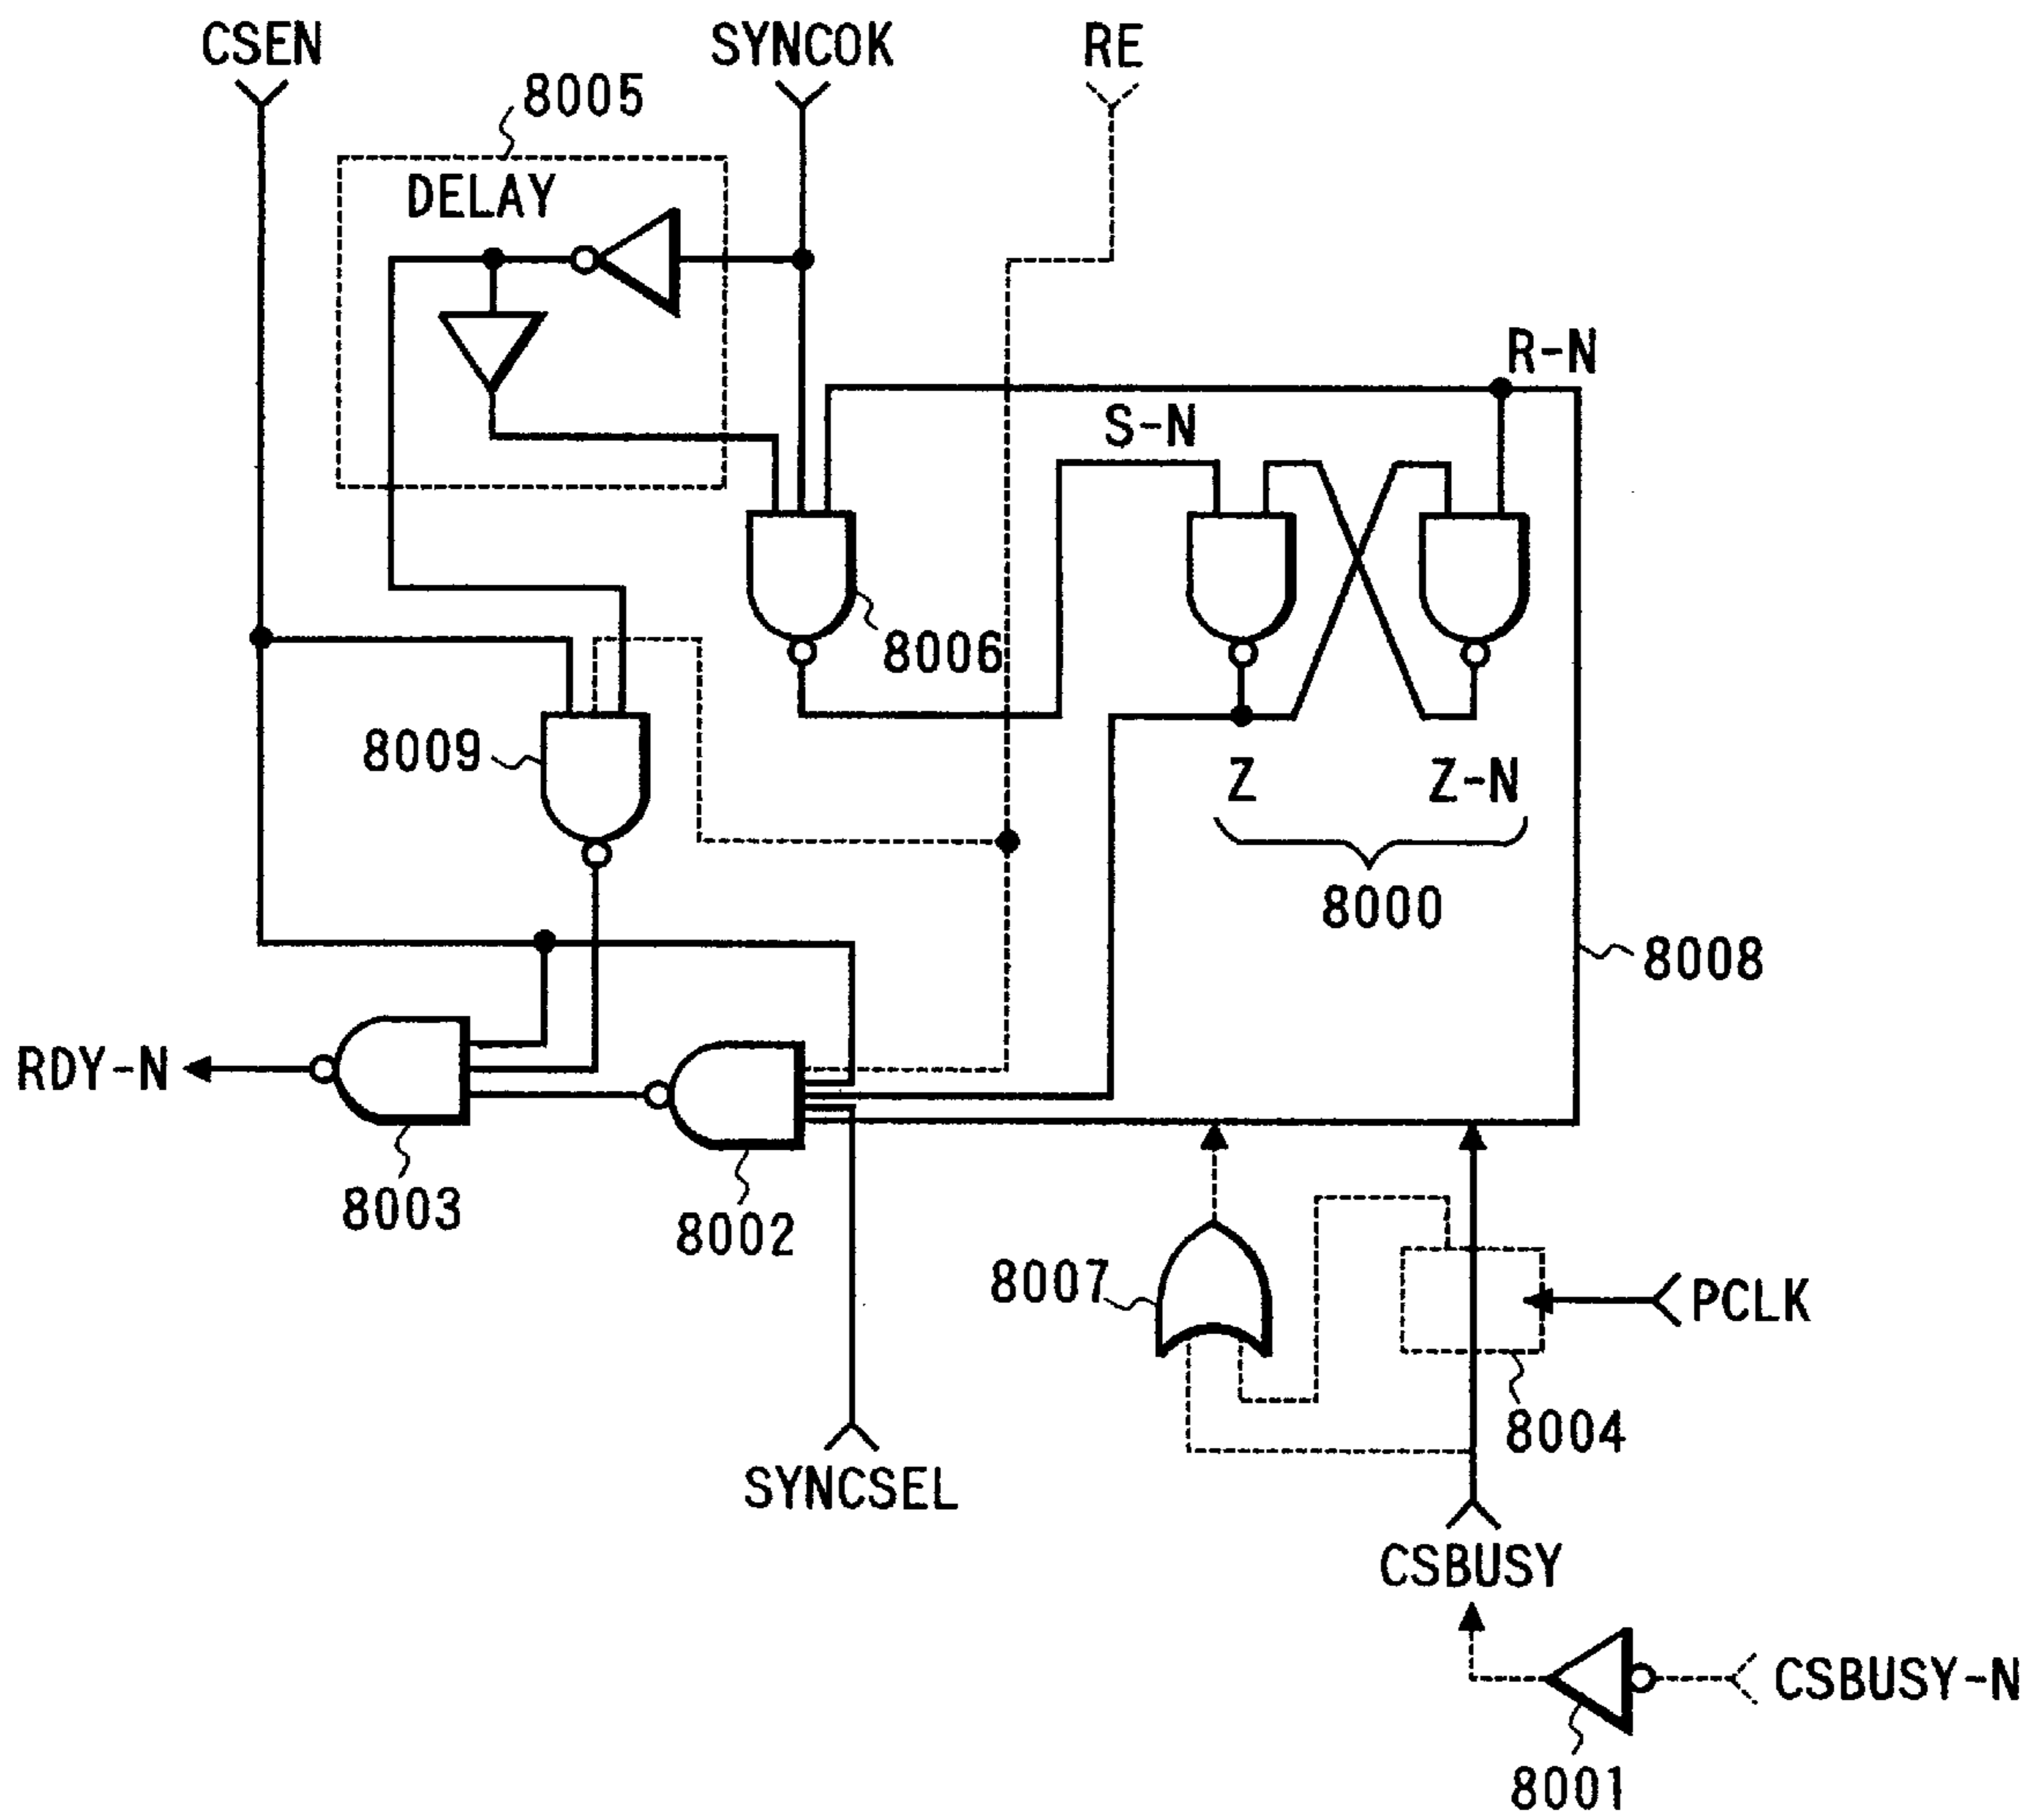 CSEN
SYNCOK
RE
8005
DELAY
R-N
S-N
8006
8009
Z
Z-N
8000
8008
RDY-N
8003
8002
8007
PCLK
8004
SYNCSEL
CSBUSY
CSBUSY-N
8001